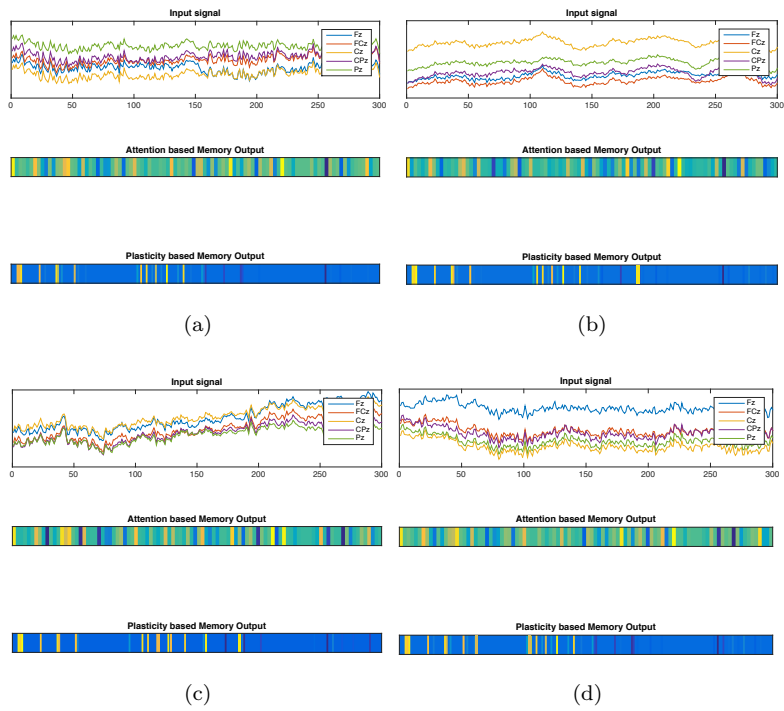 Input signal
Fz
FCz
Cz
CPz
Pz
0 50 100 150 200 250 300
Attention based Memory Output
Plasticity based Memory Output
(a)
Input signal
Fz
FCz
Cz
CPz
Pz
0 50 100 150 200 250 300
Attention based Memory Output
Plasticity based Memory Output
(b)
Input signal
Fz
FCz
Cz
CPz
Pz
0 50 100 150 200 250 300
Attention based Memory Output
Plasticity based Memory Output
(c)
Input signal
Fz
FCz
Cz
CPz
Pz
0 50 100 150 200 250 300
Attention based Memory Output
Plasticity based Memory Output
(d)